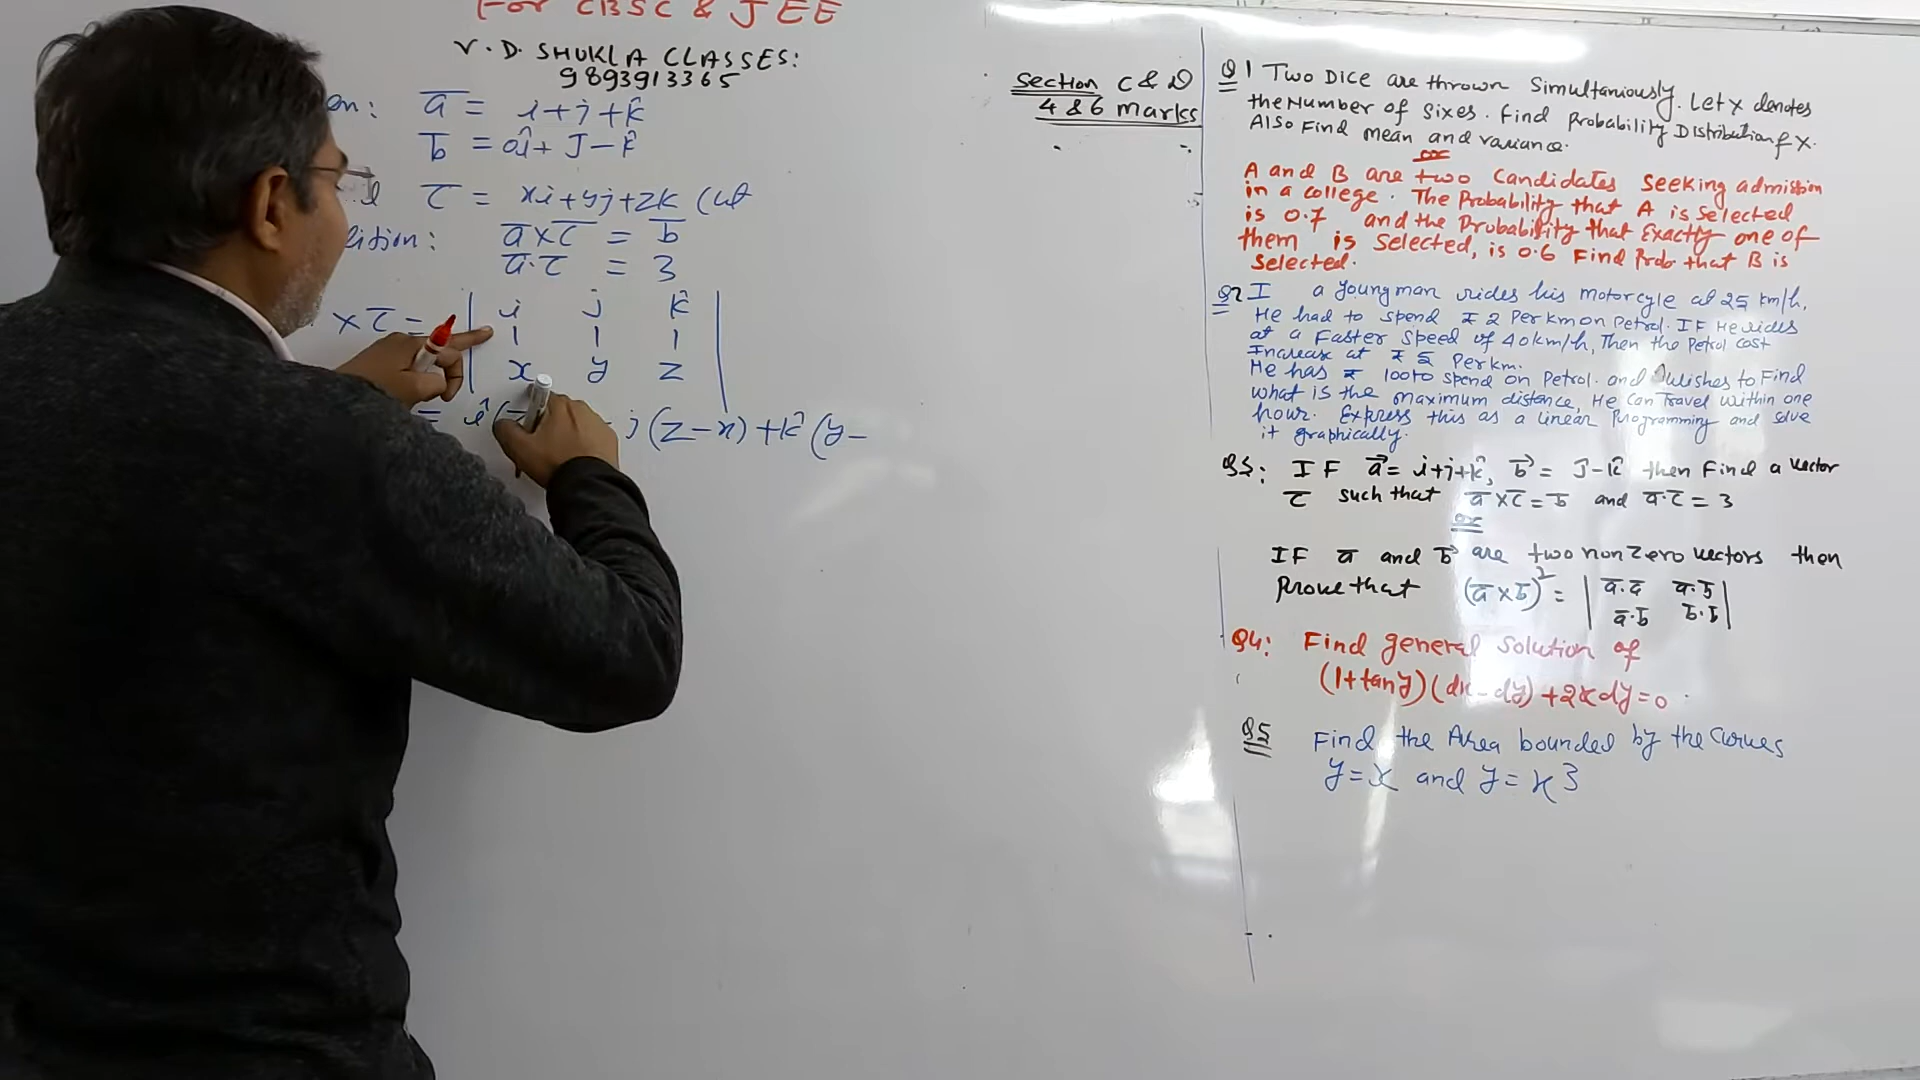 For CBSC & JEE
V. D. SHUKLA CLASSES:
9893913365
en: a̅ = i+j+k̂
b̅ = 0î + J - k̂
c̅ = xi+yj+zk (let
dition: a̅×c̅ = b̅
a̅·c̅ = 3
×c̅ = | i j k̂ |
| 1 1 1 |
| x y z |
= î( j(z-x)+k̂(y-
Section C & D
4 & 6 marks
Q1 Two Dice are thrown Simultaniously. Let x denotes
the Number of Sixes. Find Probability Distribution of X.
Also Find mean and variance.
or
A and B are two Candidates Seeking admission
in a college. The Probability that A is Selected
is 0.7 and the Probability that Exactly one of
them is selected, is 0.6 Find Prob. that B is
selected.
Q2 I a young man rides his motorcyle at 25 km/h.
He had to spend ₹ 2 Per km on Petrol. IF He rides
at a Faster Speed of 40 km/h, Then the Petrol cost
Increase at ₹ 5 Per km.
He has ₹ 100 to spend on Petrol. and wishes to Find
what is the maximum distance, He Can Travel within one
hour. Express this as a linear Programming and solve
it graphically.
Q3: IF a⃗ = i+j+k̂, b⃗ = ĵ-k̂ then Find a vector
c̅ such that a̅×c̅ = b̅ and a̅·c̅ = 3
or
IF a̅ and b⃗ are two non Zero vectors then
Prove that (a̅×b̅)² = | a̅.a̅ a̅.b̅ |
| a̅.b̅ b̅.b̅ |
Q4: Find general Solution of
(1+tany)(dx-dy)+2xdy=0
Q5 Find the Area bounded by the Curves
y=x and y=x3